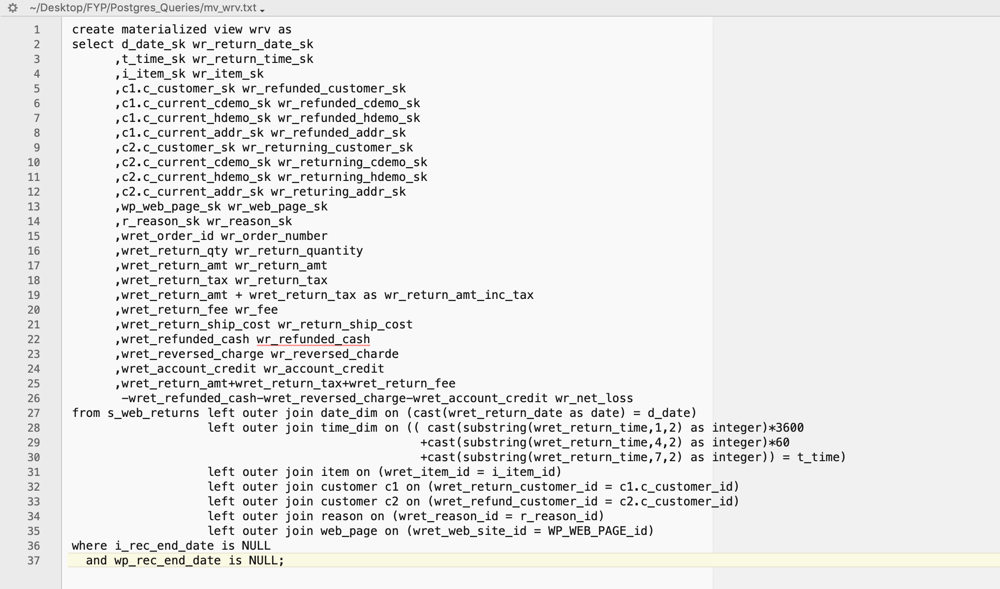 ~/Desktop/FYP/Postgres_Queries/mv_wrv.txt
1 create materialized view wrv as
2 select d_date_sk wr_return_date_sk
3 ,t_time_sk wr_return_time_sk
4 ,i_item_sk wr_item_sk
5 ,c1.c_customer_sk wr_refunded_customer_sk
6 ,c1.c_current_cdemo_sk wr_refunded_cdemo_sk
7 ,c1.c_current_hdemo_sk wr_refunded_hdemo_sk
8 ,c1.c_current_addr_sk wr_refunded_addr_sk
9 ,c2.c_customer_sk wr_returning_customer_sk
10 ,c2.c_current_cdemo_sk wr_returning_cdemo_sk
11 ,c2.c_current_hdemo_sk wr_returning_hdemo_sk
12 ,c2.c_current_addr_sk wr_returing_addr_sk
13 ,wp_web_page_sk wr_web_page_sk
14 ,r_reason_sk wr_reason_sk
15 ,wret_order_id wr_order_number
16 ,wret_return_qty wr_return_quantity
17 ,wret_return_amt wr_return_amt
18 ,wret_return_tax wr_return_tax
19 ,wret_return_amt + wret_return_tax as wr_return_amt_inc_tax
20 ,wret_return_fee wr_fee
21 ,wret_return_ship_cost wr_return_ship_cost
22 ,wret_refunded_cash wr_refunded_cash
23 ,wret_reversed_charge wr_reversed_charde
24 ,wret_account_credit wr_account_credit
25 ,wret_return_amt+wret_return_tax+wret_return_fee
26 -wret_refunded_cash-wret_reversed_charge-wret_account_credit wr_net_loss
27 from s_web_returns left outer join date_dim on (cast(wret_return_date as date) = d_date)
28 left outer join time_dim on (( cast(substring(wret_return_time,1,2) as integer)*3600
29 +cast(substring(wret_return_time,4,2) as integer)*60
30 +cast(substring(wret_return_time,7,2) as integer)) = t_time)
31 left outer join item on (wret_item_id = i_item_id)
32 left outer join customer c1 on (wret_return_customer_id = c1.c_customer_id)
33 left outer join customer c2 on (wret_refund_customer_id = c2.c_customer_id)
34 left outer join reason on (wret_reason_id = r_reason_id)
35 left outer join web_page on (wret_web_site_id = WP_WEB_PAGE_id)
36 where i_rec_end_date is NULL
37 and wp_rec_end_date is NULL;